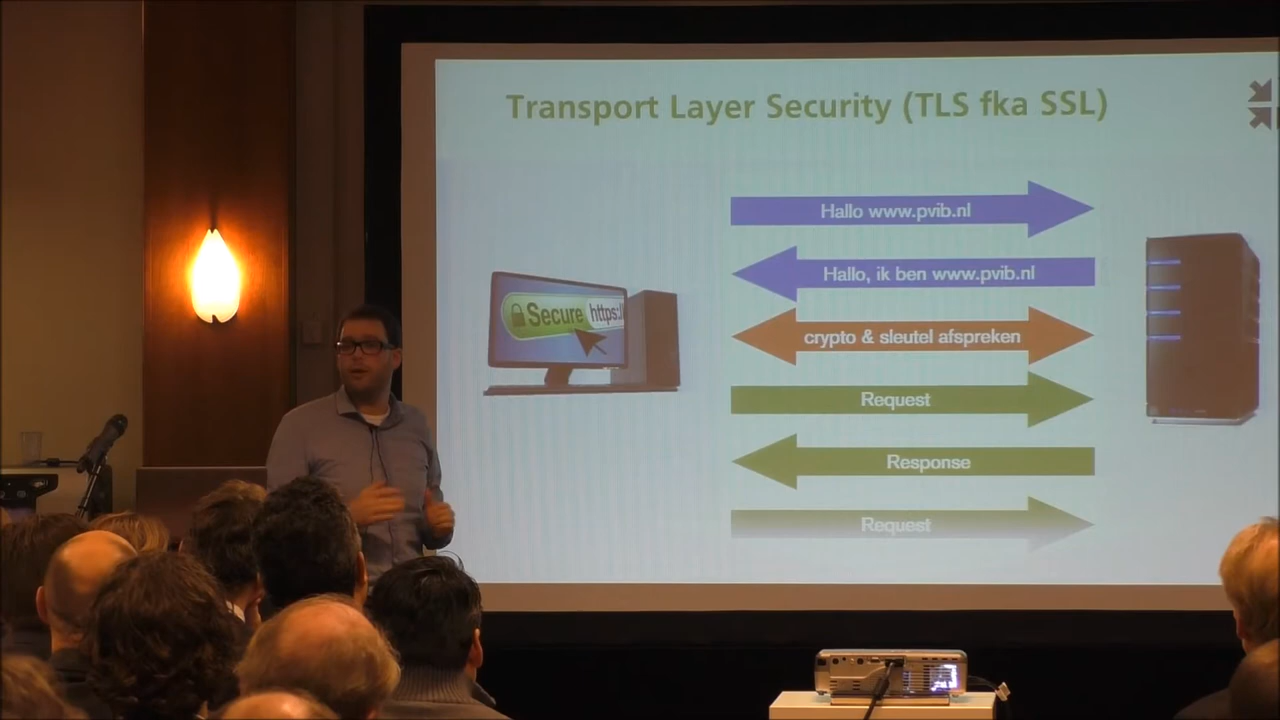 Transport Layer Security (TLS fka SSL)
Hallo www.pvib.nl
Hallo, ik ben www.pvib.nl
Secure https:/
crypto & sleutel afspreken
Request
Response
Request